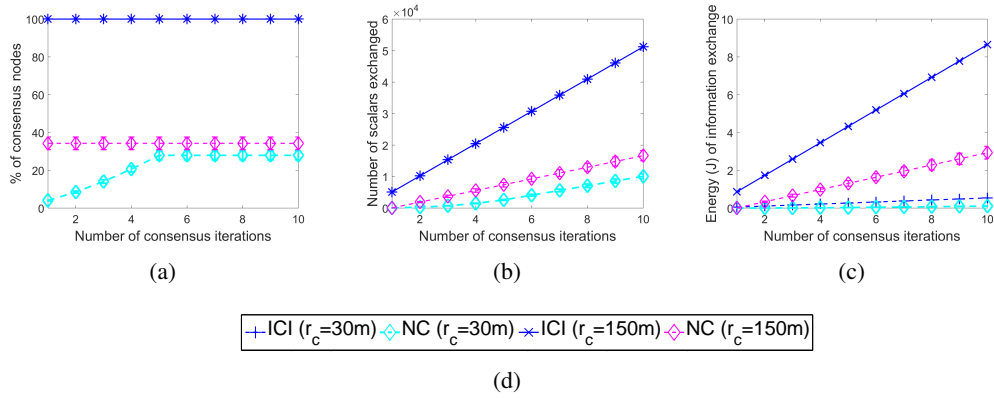 % of consensus nodes
100
80
60
40
20
0
2 4 6 8 10
Number of consensus iterations
(a)
Number of scalars exchanged
× 10^4
6
5
4
3
2
1
0
2 4 6 8 10
Number of consensus iterations
(b)
Energy (J) of information exchange
10
8
6
4
2
0
2 4 6 8 10
Number of consensus iterations
(c)
ICI (r_c=30m) NC (r_c=30m) ICI (r_c=150m) NC (r_c=150m)
(d)